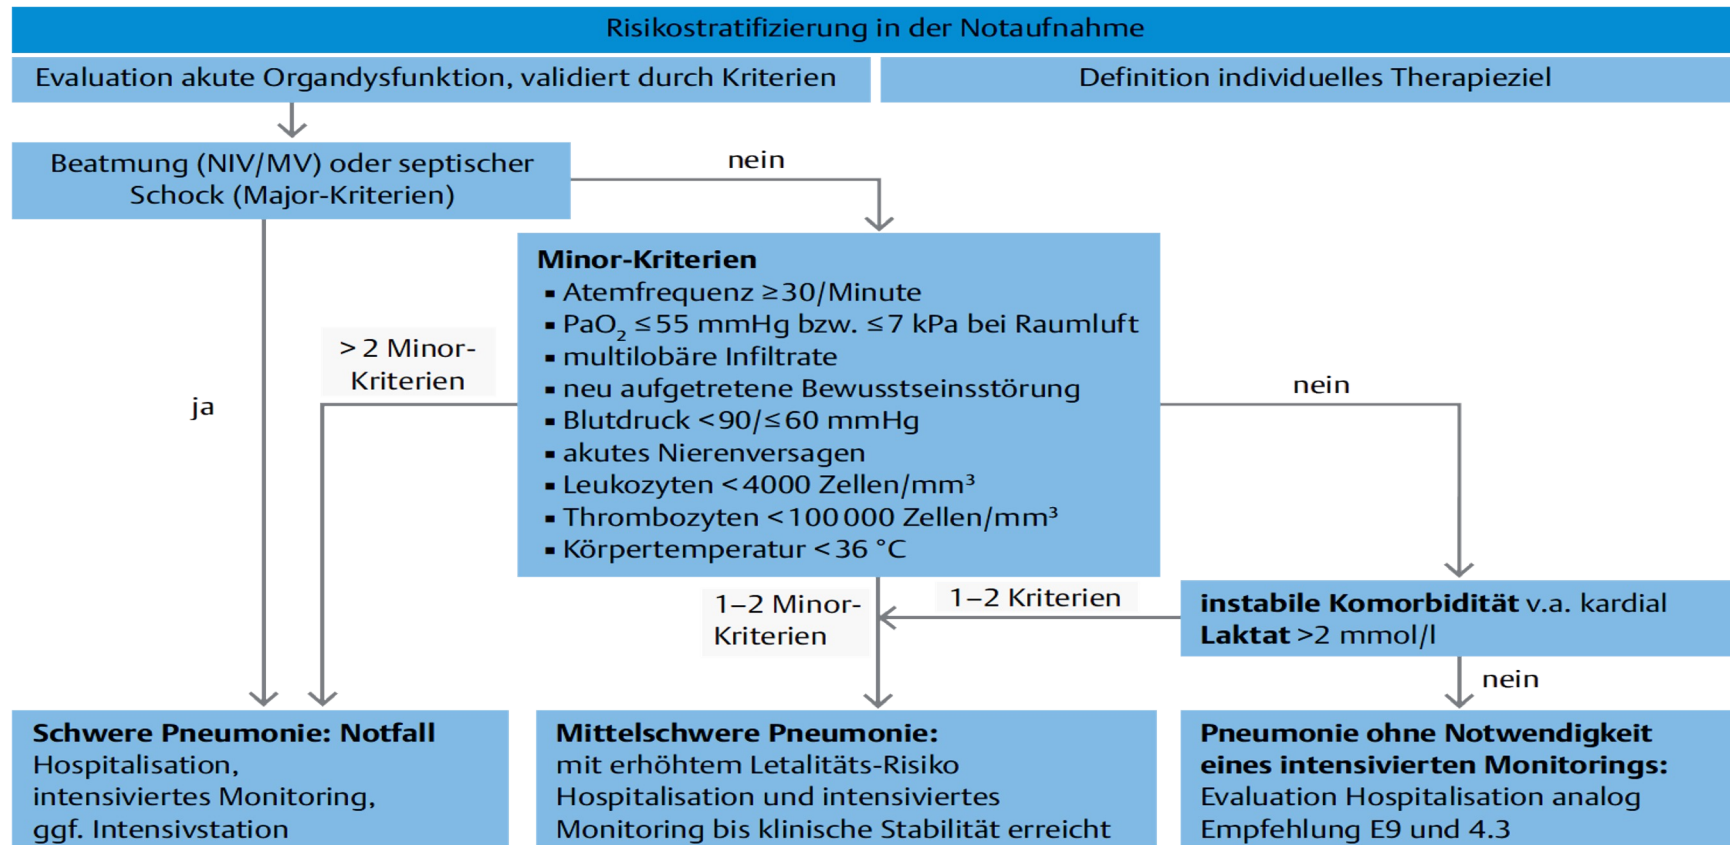 Risikostratifizierung in der Notaufnahme
Evaluation akute Organdysfunktion, validiert durch Kriterien
Definition individuelles Therapieziel
Beatmung (NIV/MV) oder septischer
Schock (Major-Kriterien)
nein
Minor-Kriterien
▪ Atemfrequenz ≥30/Minute
▪ PaO₂ ≤55 mmHg bzw. ≤7 kPa bei Raumluft
▪ multilobäre Infiltrate
▪ neu aufgetretene Bewusstseinsstörung
▪ Blutdruck <90/≤60 mmHg
▪ akutes Nierenversagen
▪ Leukozyten <4000 Zellen/mm³
▪ Thrombozyten <100 000 Zellen/mm³
▪ Körpertemperatur <36 °C
> 2 Minor-
Kriterien
ja
nein
1–2 Minor-
Kriterien
1–2 Kriterien
instabile Komorbidität v.a. kardial
Laktat >2 mmol/l
nein
Schwere Pneumonie: Notfall
Hospitalisation,
intensiviertes Monitoring,
ggf. Intensivstation
Mittelschwere Pneumonie:
mit erhöhtem Letalitäts-Risiko
Hospitalisation und intensiviertes
Monitoring bis klinische Stabilität erreicht
Pneumonie ohne Notwendigkeit
eines intensivierten Monitorings:
Evaluation Hospitalisation analog
Empfehlung E9 und 4.3